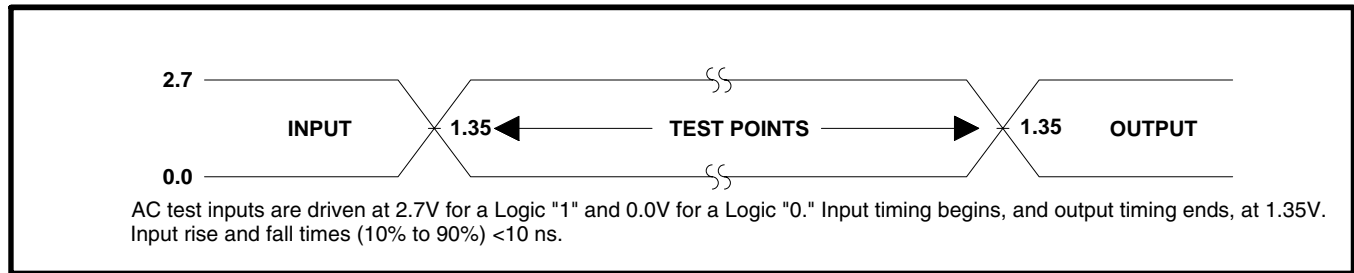 2.7
INPUT 1.35 TEST POINTS 1.35 OUTPUT
0.0
AC test inputs are driven at 2.7V for a Logic "1" and 0.0V for a Logic "0." Input timing begins, and output timing ends, at 1.35V.
Input rise and fall times (10% to 90%) <10 ns.